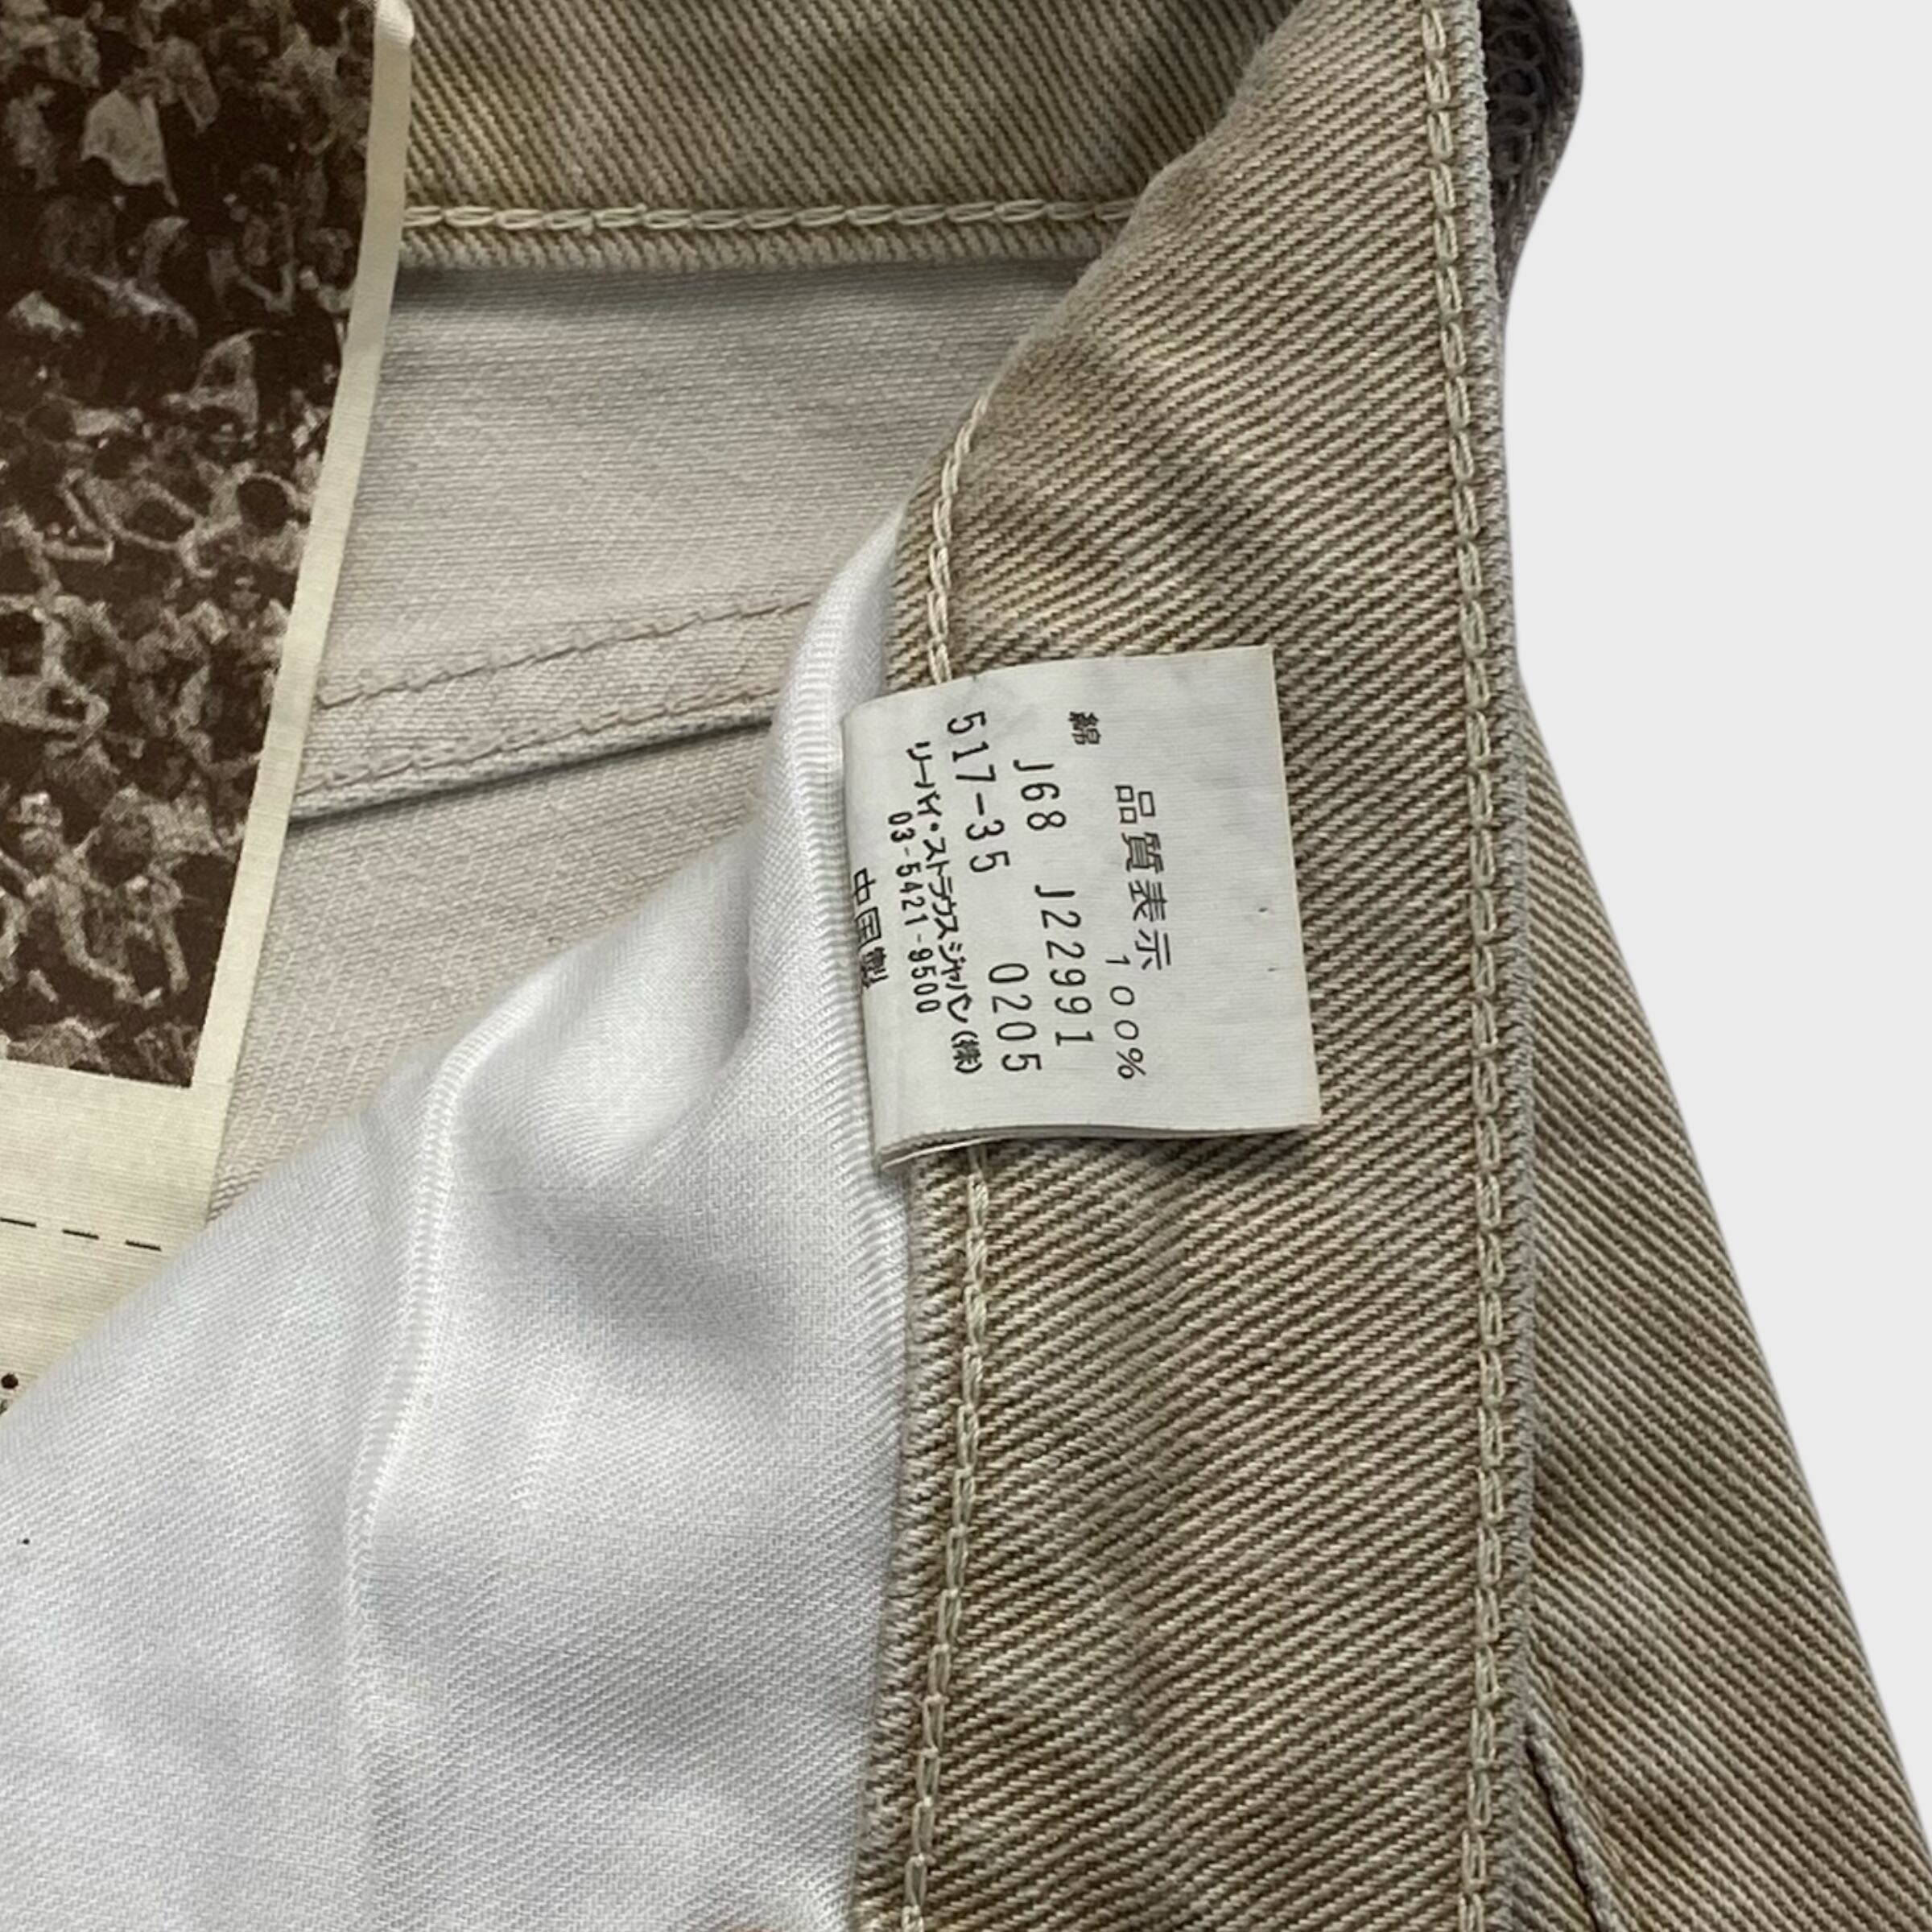 品質表示
綿 100%
J68 J22991
517-35 0205
リーバイ・ストラウスジャパン(株)
03-5421-9500
中国製